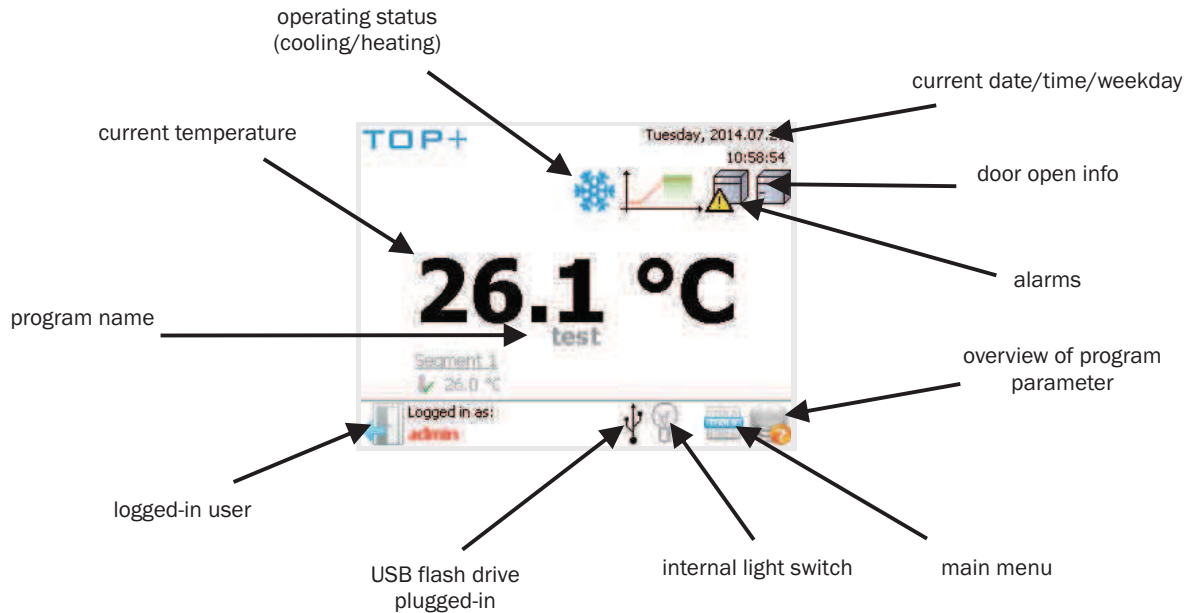 operating status
(cooling/heating)
current date/time/weekday
current temperature
TOP+
Tuesday, 2014.07.
10:58:54
door open info
26.1 °C
alarms
program name
test
Segment 1
26.0 °C
overview of program
parameter
Logged in as:
admin
logged-in user
USB flash drive
plugged-in
internal light switch
main menu